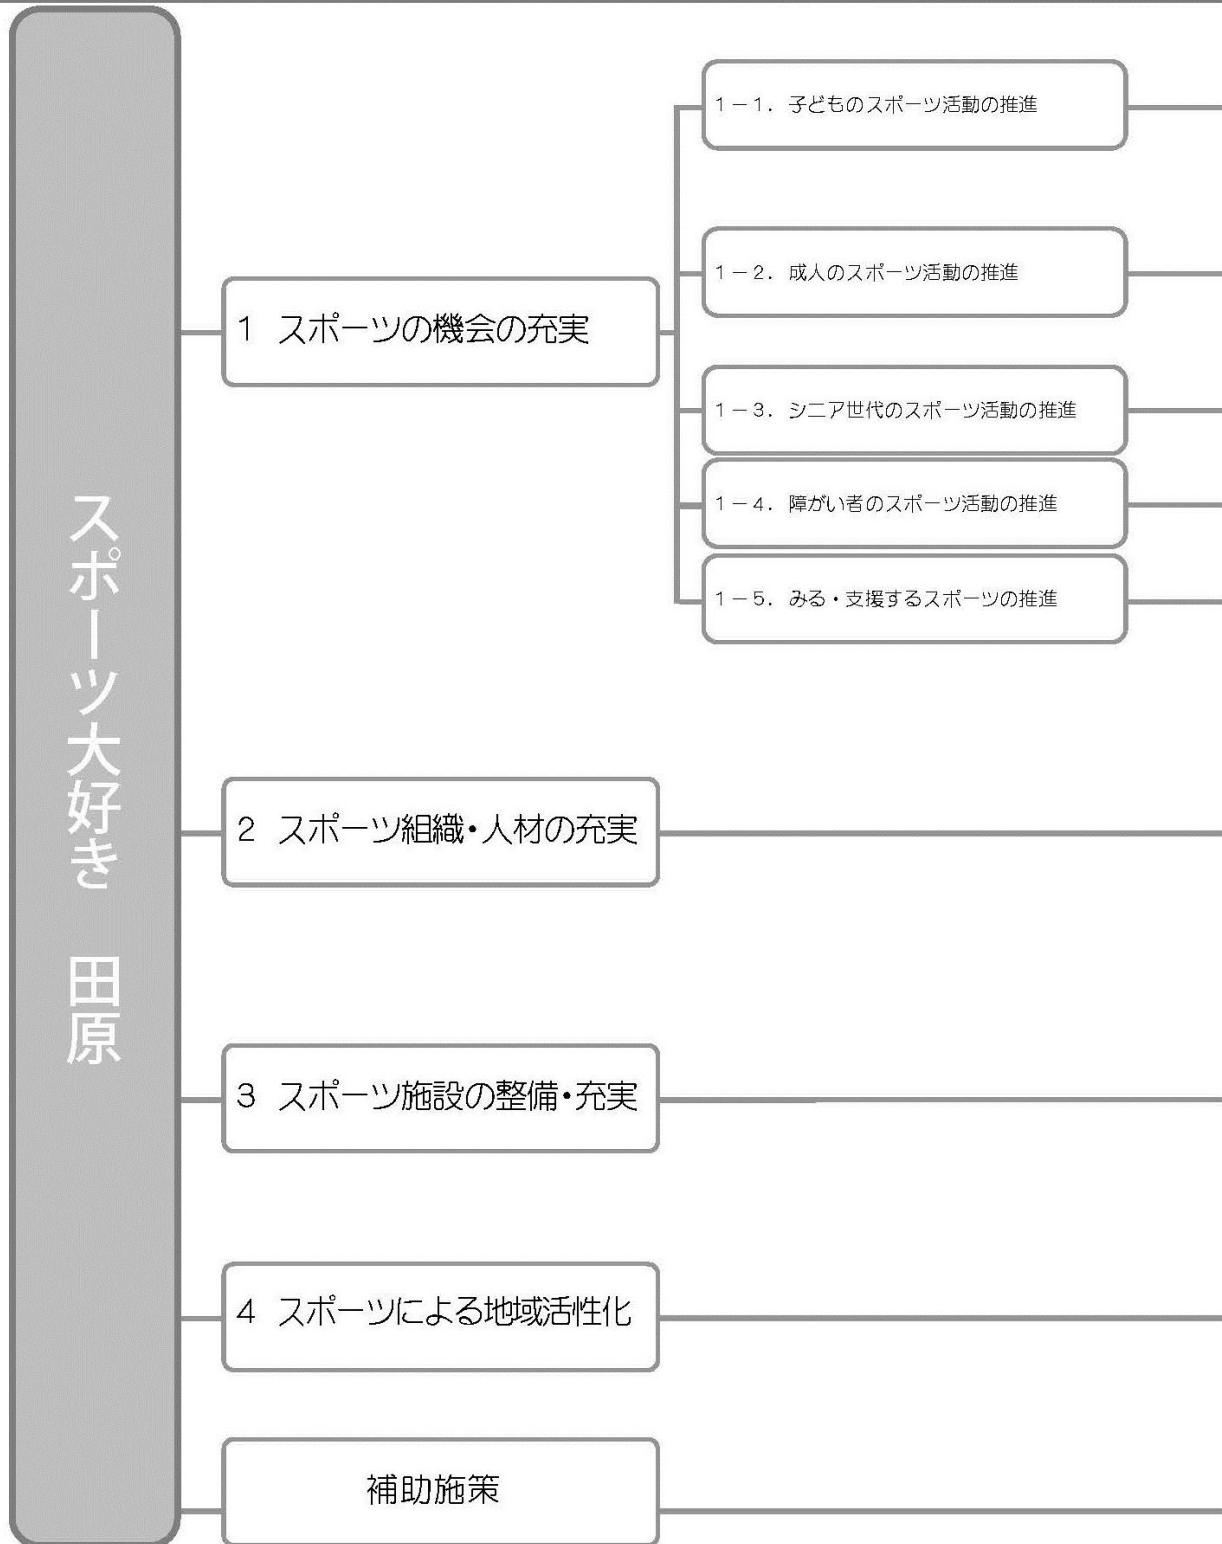 スポーツ大好き　田原
1 スポーツの機会の充実
1－1．子どものスポーツ活動の推進
1－2．成人のスポーツ活動の推進
1－3．シニア世代のスポーツ活動の推進
1－4．障がい者のスポーツ活動の推進
1－5．みる・支援するスポーツの推進
2 スポーツ組織・人材の充実
3 スポーツ施設の整備・充実
4 スポーツによる地域活性化
補助施策